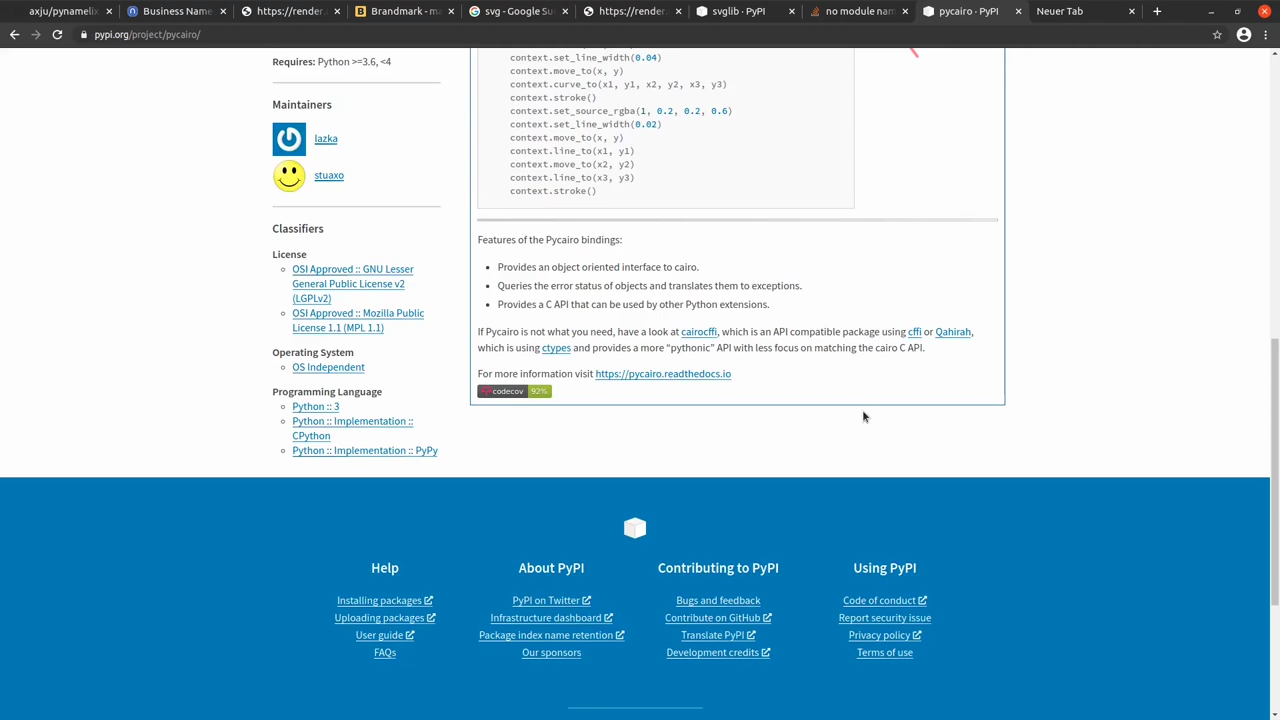 axju/pynamelix
Business Name
https://render.
Brandmark - ma
svg - Google Su
https://render.
svglib · PyPI
no module nam
pycairo · PyPI
Neuer Tab
pypi.org/project/pycairo/
Requires: Python >=3.6, <4
Maintainers
lazka
stuaxo
Classifiers
License
OSI Approved :: GNU Lesser
General Public License v2
(LGPLv2)
OSI Approved :: Mozilla Public
License 1.1 (MPL 1.1)
Operating System
OS Independent
Programming Language
Python :: 3
Python :: Implementation ::
CPython
Python :: Implementation :: PyPy
context.set_line_width(0.04)
context.move_to(x, y)
context.curve_to(x1, y1, x2, y2, x3, y3)
context.stroke()
context.set_source_rgba(1, 0.2, 0.2, 0.6)
context.set_line_width(0.02)
context.move_to(x, y)
context.line_to(x1, y1)
context.move_to(x2, y2)
context.line_to(x3, y3)
context.stroke()
Features of the Pycairo bindings:
• Provides an object oriented interface to cairo.
• Queries the error status of objects and translates them to exceptions.
• Provides a C API that can be used by other Python extensions.
If Pycairo is not what you need, have a look at cairocffi, which is an API compatible package using cffi or Qahirah,
which is using ctypes and provides a more “pythonic” API with less focus on matching the cairo C API.
For more information visit https://pycairo.readthedocs.io
codecov 92%
Help
Installing packages
Uploading packages
User guide
FAQs
About PyPI
PyPI on Twitter
Infrastructure dashboard
Package index name retention
Our sponsors
Contributing to PyPI
Bugs and feedback
Contribute on GitHub
Translate PyPI
Development credits
Using PyPI
Code of conduct
Report security issue
Privacy policy
Terms of use